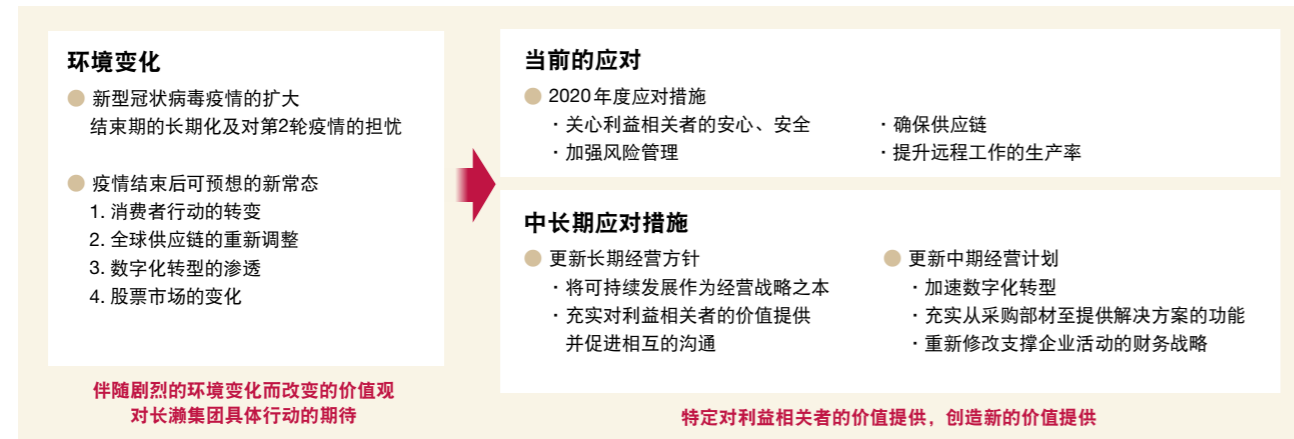 环境变化
● 新型冠状病毒疫情的扩大
结束期的长期化及对第2轮疫情的担忧
● 疫情结束后可预想的新常态
1. 消费者行动的转变
2. 全球供应链的重新调整
3. 数字化转型的渗透
4. 股票市场的变化
伴随剧烈的环境变化而改变的价值观
对长濑集团具体行动的期待
当前的应对
● 2020年度应对措施
・关心利益相关者的安心、安全
・加强风险管理
・确保供应链
・提升远程工作的生产率
中长期应对措施
● 更新长期经营方针
・将可持续发展作为经营战略之本
・充实对利益相关者的价值提供
并促进相互的沟通
● 更新中期经营计划
・加速数字化转型
・充实从采购部材至提供解决方案的功能
・重新修改支撑企业活动的财务战略
特定对利益相关者的价值提供，创造新的价值提供